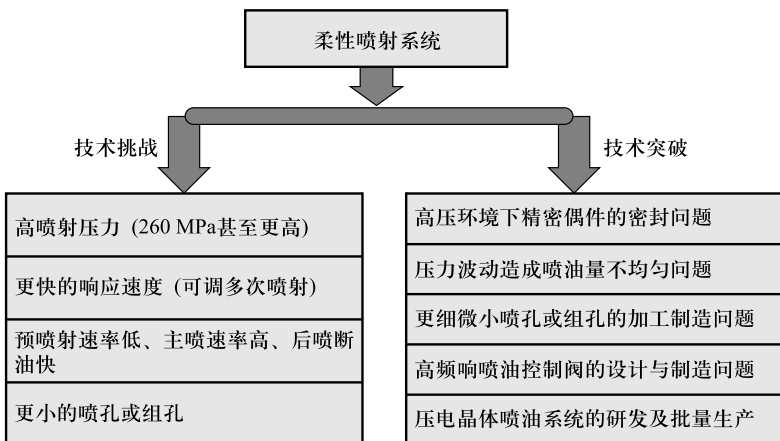 柔性喷射系统
技术挑战
技术突破
高喷射压力 (260 MPa甚至更高)
更快的响应速度 (可调多次喷射)
预喷射速率低、主喷速率高、后喷断
油快
更小的喷孔或组孔
高压环境下精密偶件的密封问题
压力波动造成喷油量不均匀问题
更细微小喷孔或组孔的加工制造问题
高频响喷油控制阀的设计与制造问题
压电晶体喷油系统的研发及批量生产